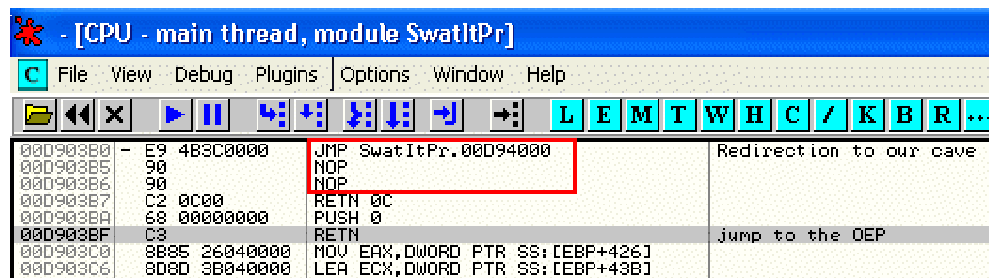 - [CPU - main thread, module SwatItPr]
C File View Debug Plugins Options Window Help
L E M T W H C / K B R ...
00D903B0 - E9 4B3C0000 JMP SwatItPr.00D94000 Redirection to our cave
00D903B5 90 NOP
00D903B6 90 NOP
00D903B7 C2 0C00 RETN 0C
00D903BA 68 00000000 PUSH 0
00D903BF C3 RETN jump to the OEP
00D903C0 8B85 26040000 MOV EAX,DWORD PTR SS:[EBP+426]
00D903C6 8D8D 3B040000 LEA ECX,DWORD PTR SS:[EBP+43B]